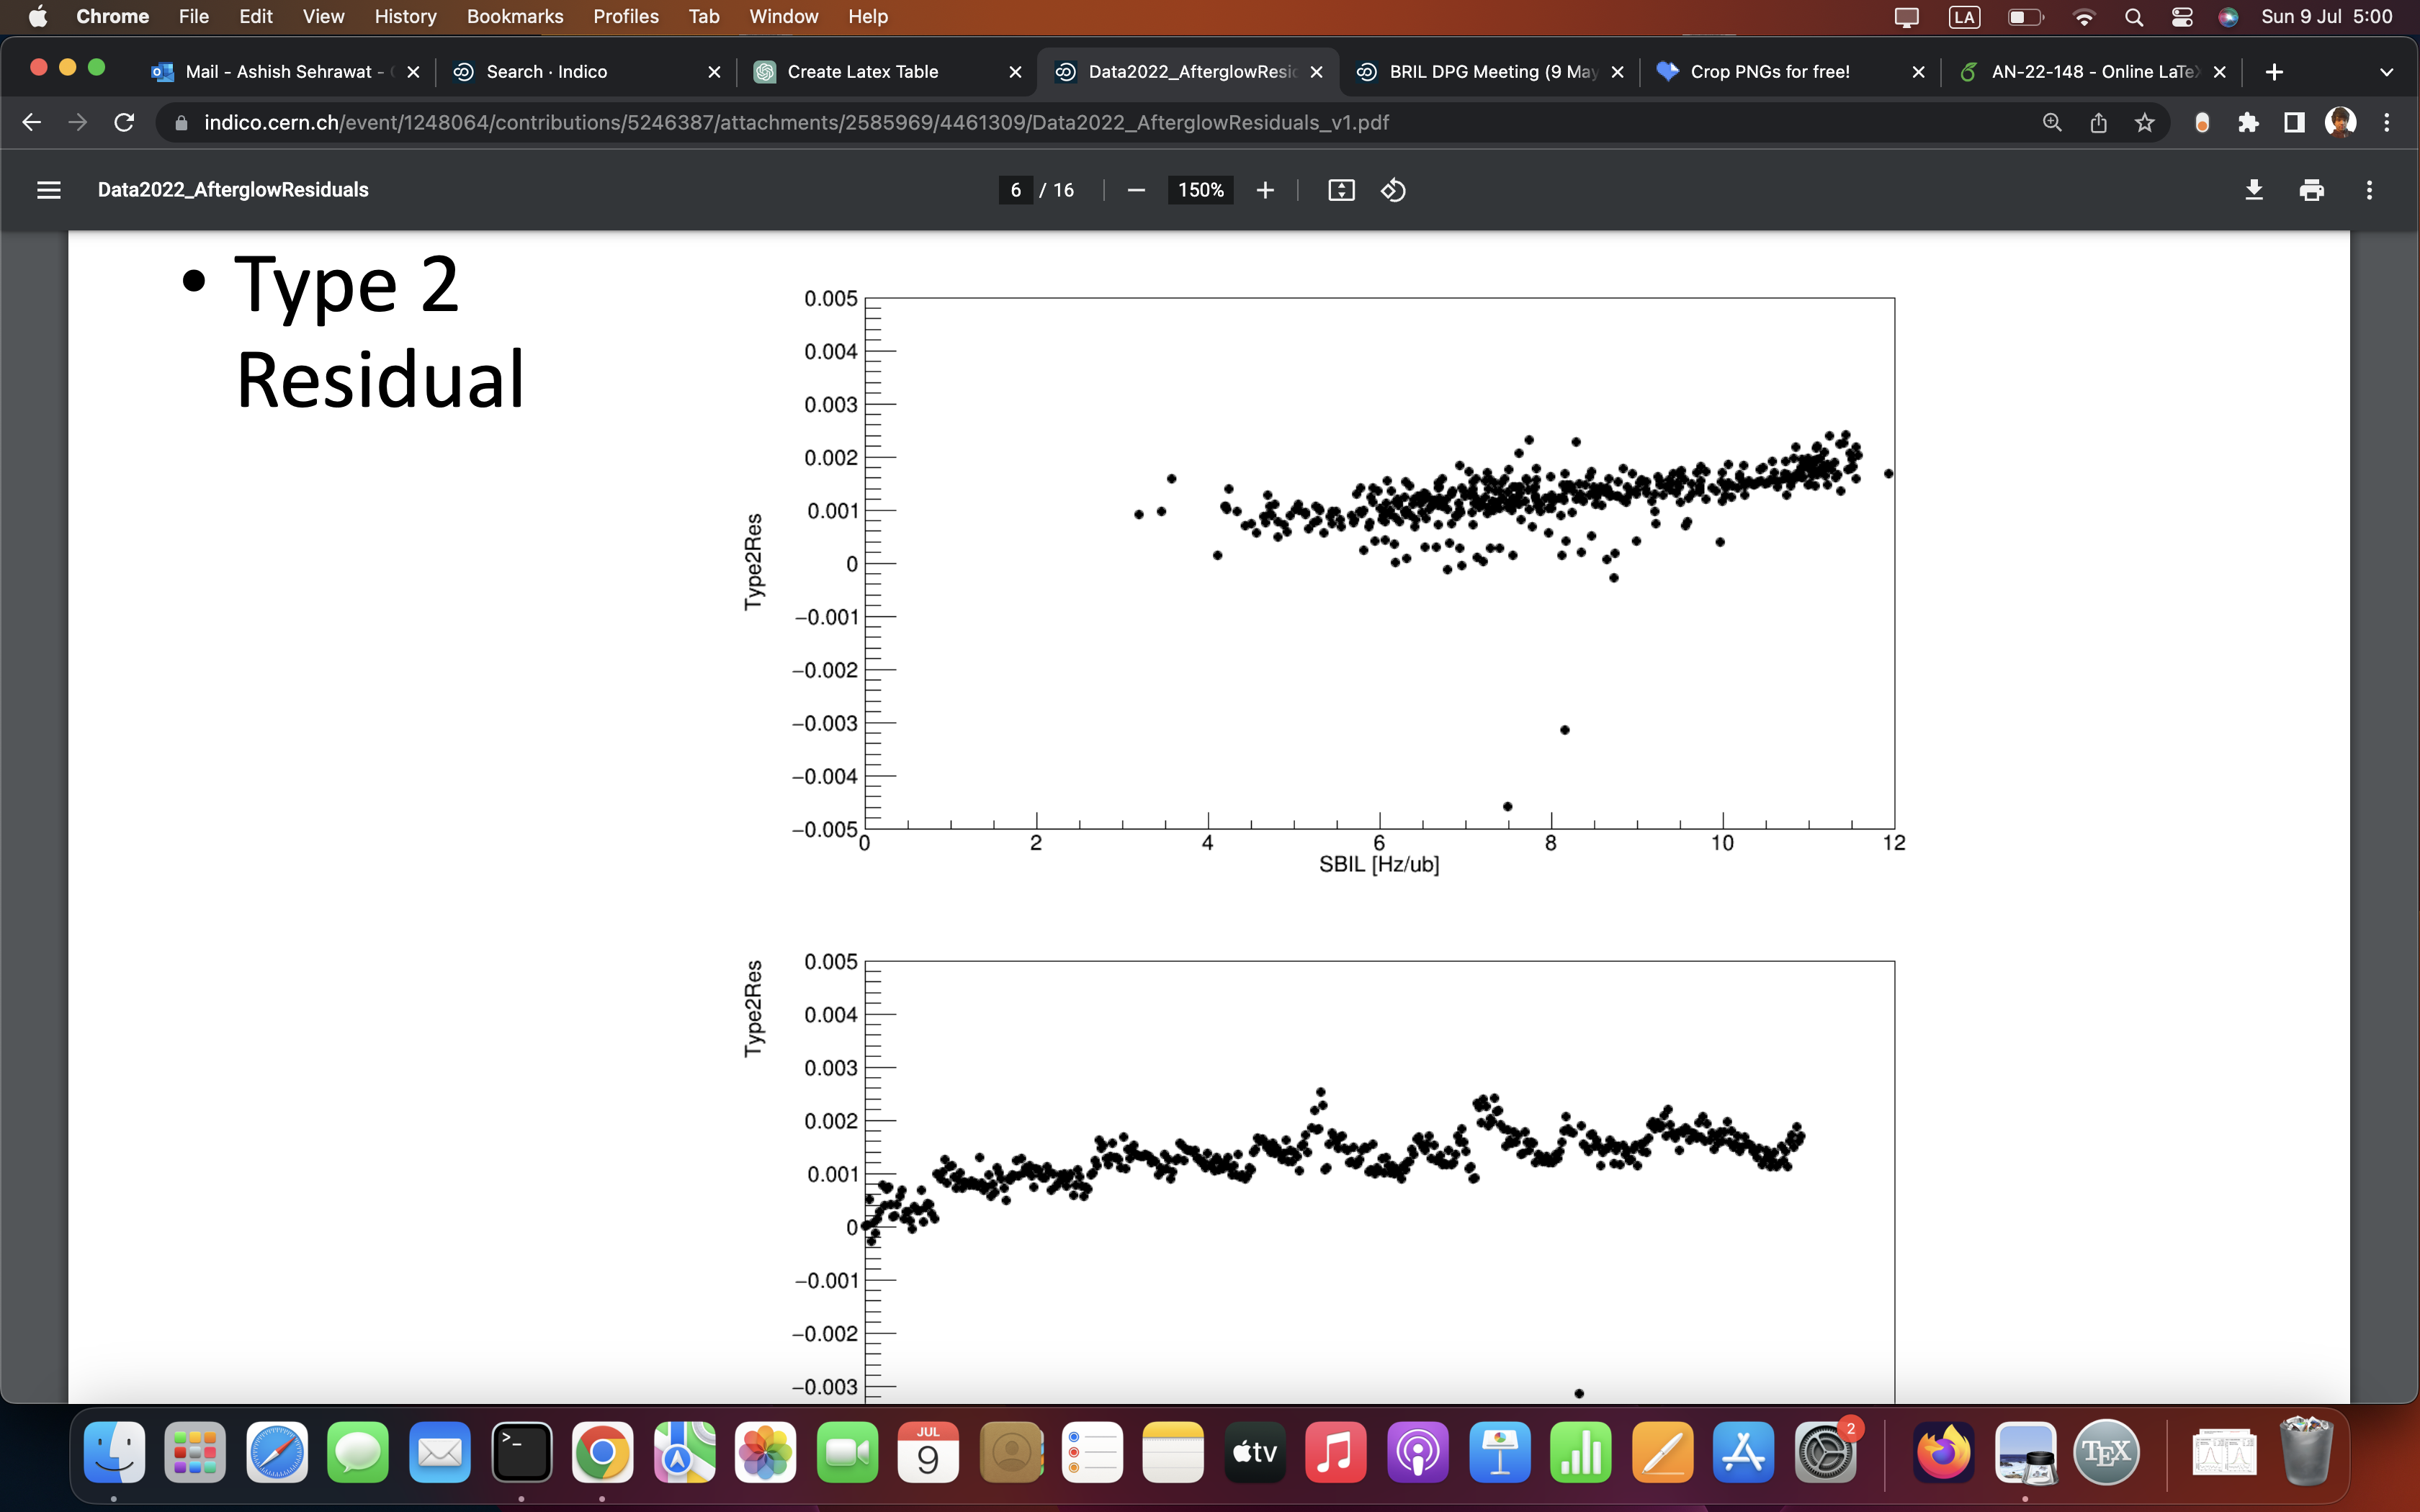 Chrome File Edit View History Bookmarks Profiles Tab Window Help LA Sun 9 Jul 5:00
Mail - Ashish Sehrawat - Search · Indico Create Latex Table Data2022_AfterglowResid BRIL DPG Meeting (9 May Crop PNGs for free! AN-22-148 - Online LaTeX
indico.cern.ch/event/1248064/contributions/5246387/attachments/2585969/4461309/Data2022_AfterglowResiduals_v1.pdf
Data2022_AfterglowResiduals 6 / 16 150%
• Type 2
Residual
0.005
0.004
0.003
0.002
0.001
0
−0.001
−0.002
−0.003
−0.004
−0.005
Type2Res
0 2 4 6 8 10 12
SBIL [Hz/ub]
Type2Res
0.005
0.004
0.003
0.002
0.001
0
−0.001
−0.002
−0.003
>_
JUL
9
tv
2
TEX